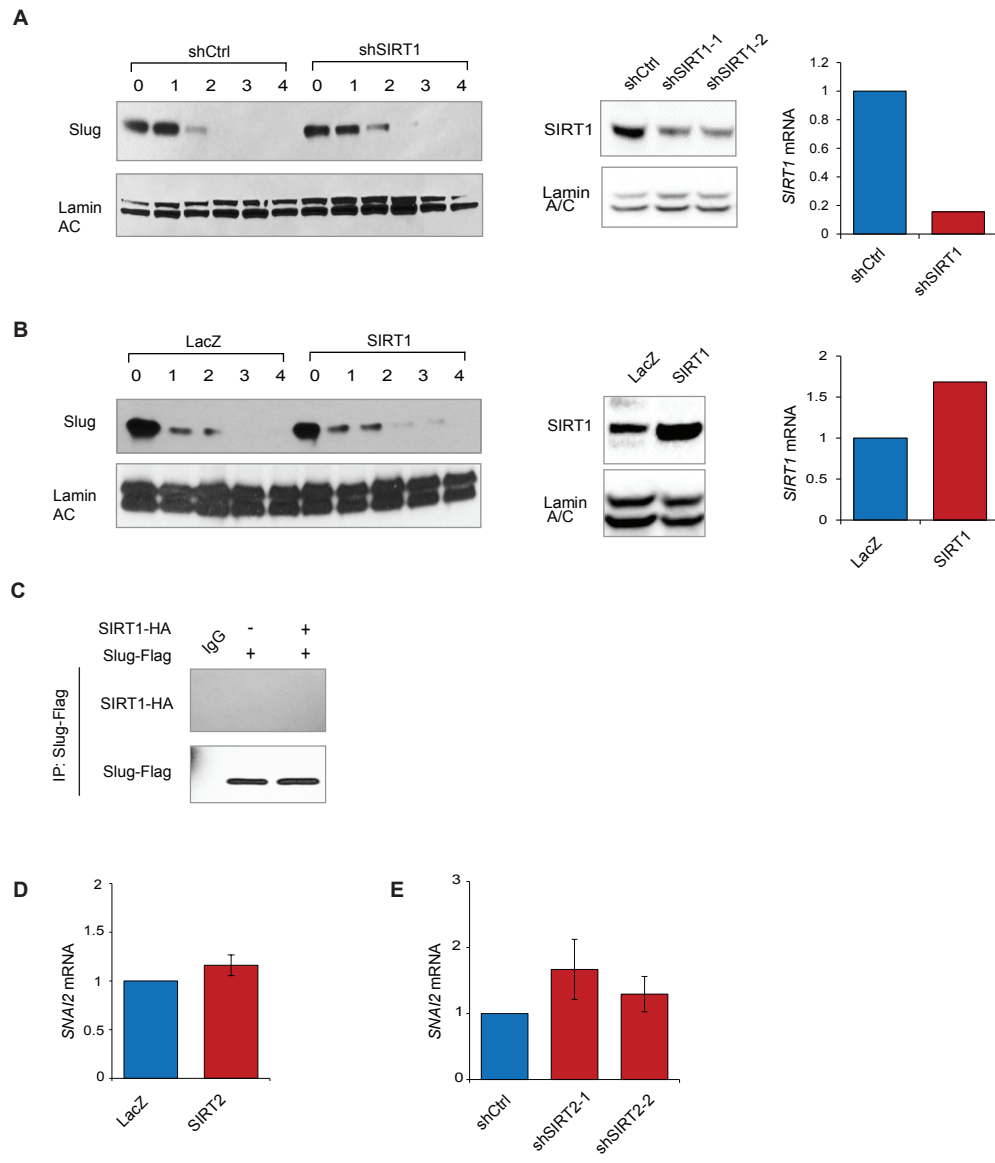 A
shCtrl shSIRT1
0 1 2 3 4 0 1 2 3 4
Slug
Lamin
AC
shCtrl shSIRT1-1 shSIRT1-2
SIRT1
Lamin
A/C
1.2
1
0.8
0.6
0.4
0.2
0
SIRT1 mRNA
shCtrl shSIRT1
B
LacZ SIRT1
0 1 2 3 4 0 1 2 3 4
Slug
Lamin
AC
LacZ SIRT1
SIRT1
Lamin
A/C
2
1.5
1
0.5
0
SIRT1 mRNA
LacZ SIRT1
C
SIRT1-HA - +
Slug-Flag IgG + +
IP: Slug-Flag
SIRT1-HA
Slug-Flag
D
2
1.5
1
0.5
0
SNAI2 mRNA
LacZ SIRT2
E
3
2
1
0
SNAI2 mRNA
shCtrl shSIRT2-1 shSIRT2-2